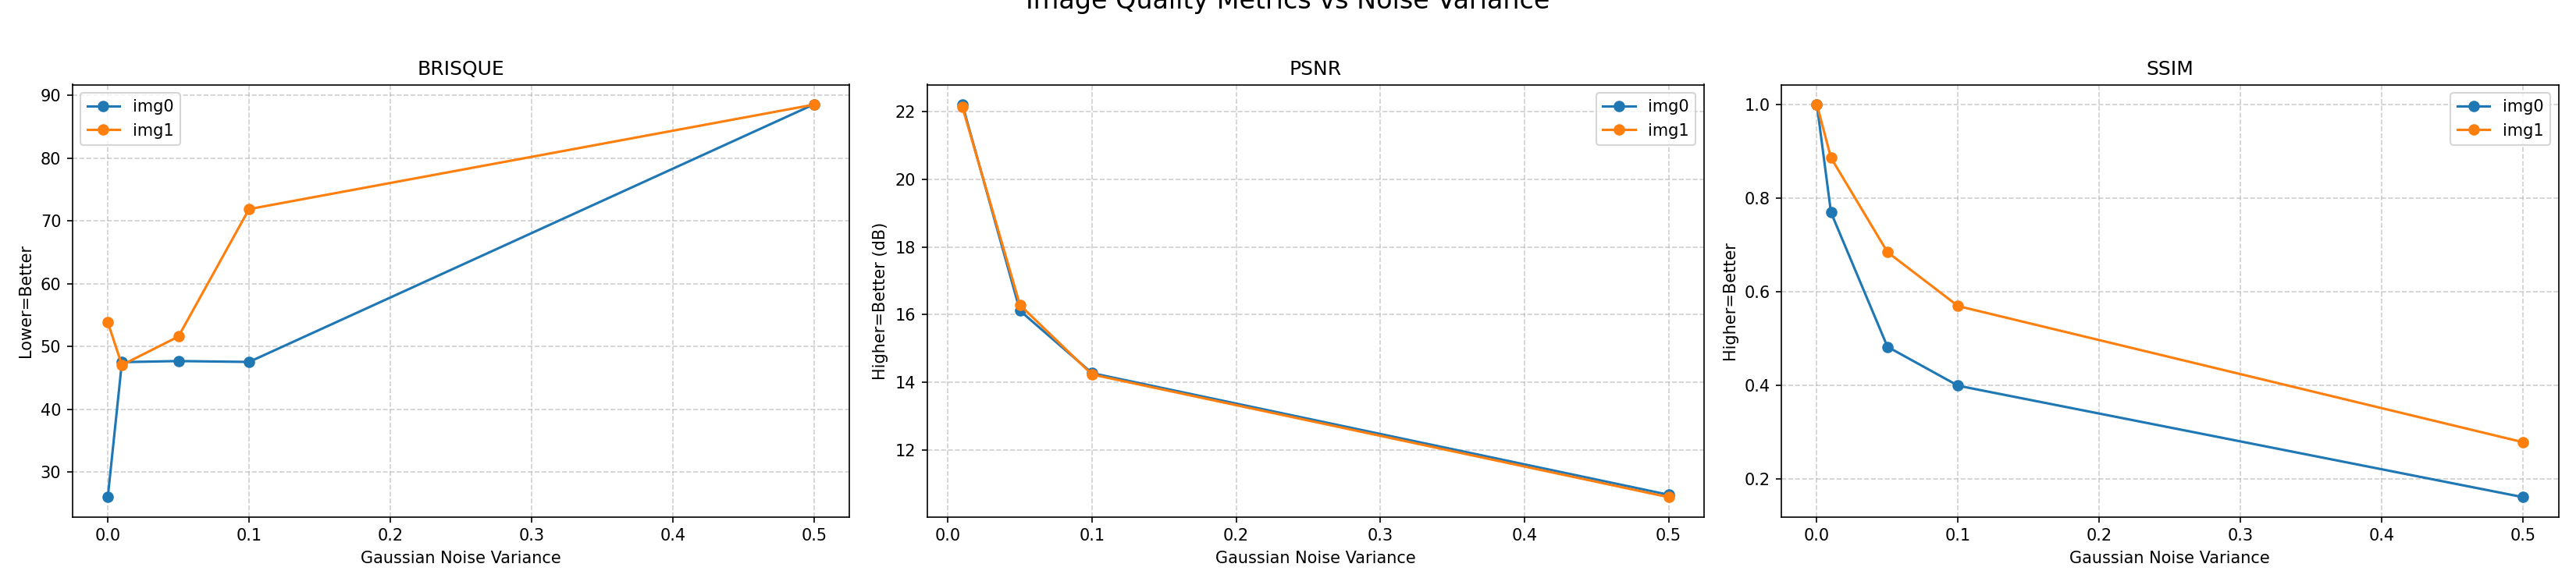 Image Quality Metrics vs Noise Variance
BRISQUE
90
80
70
60
50
40
30
Lower=Better
img0
img1
0.0 0.1 0.2 0.3 0.4 0.5
Gaussian Noise Variance
PSNR
22
20
18
16
14
12
Higher=Better (dB)
img0
img1
0.0 0.1 0.2 0.3 0.4 0.5
Gaussian Noise Variance
SSIM
1.0
0.8
0.6
0.4
0.2
Higher=Better
img0
img1
0.0 0.1 0.2 0.3 0.4 0.5
Gaussian Noise Variance